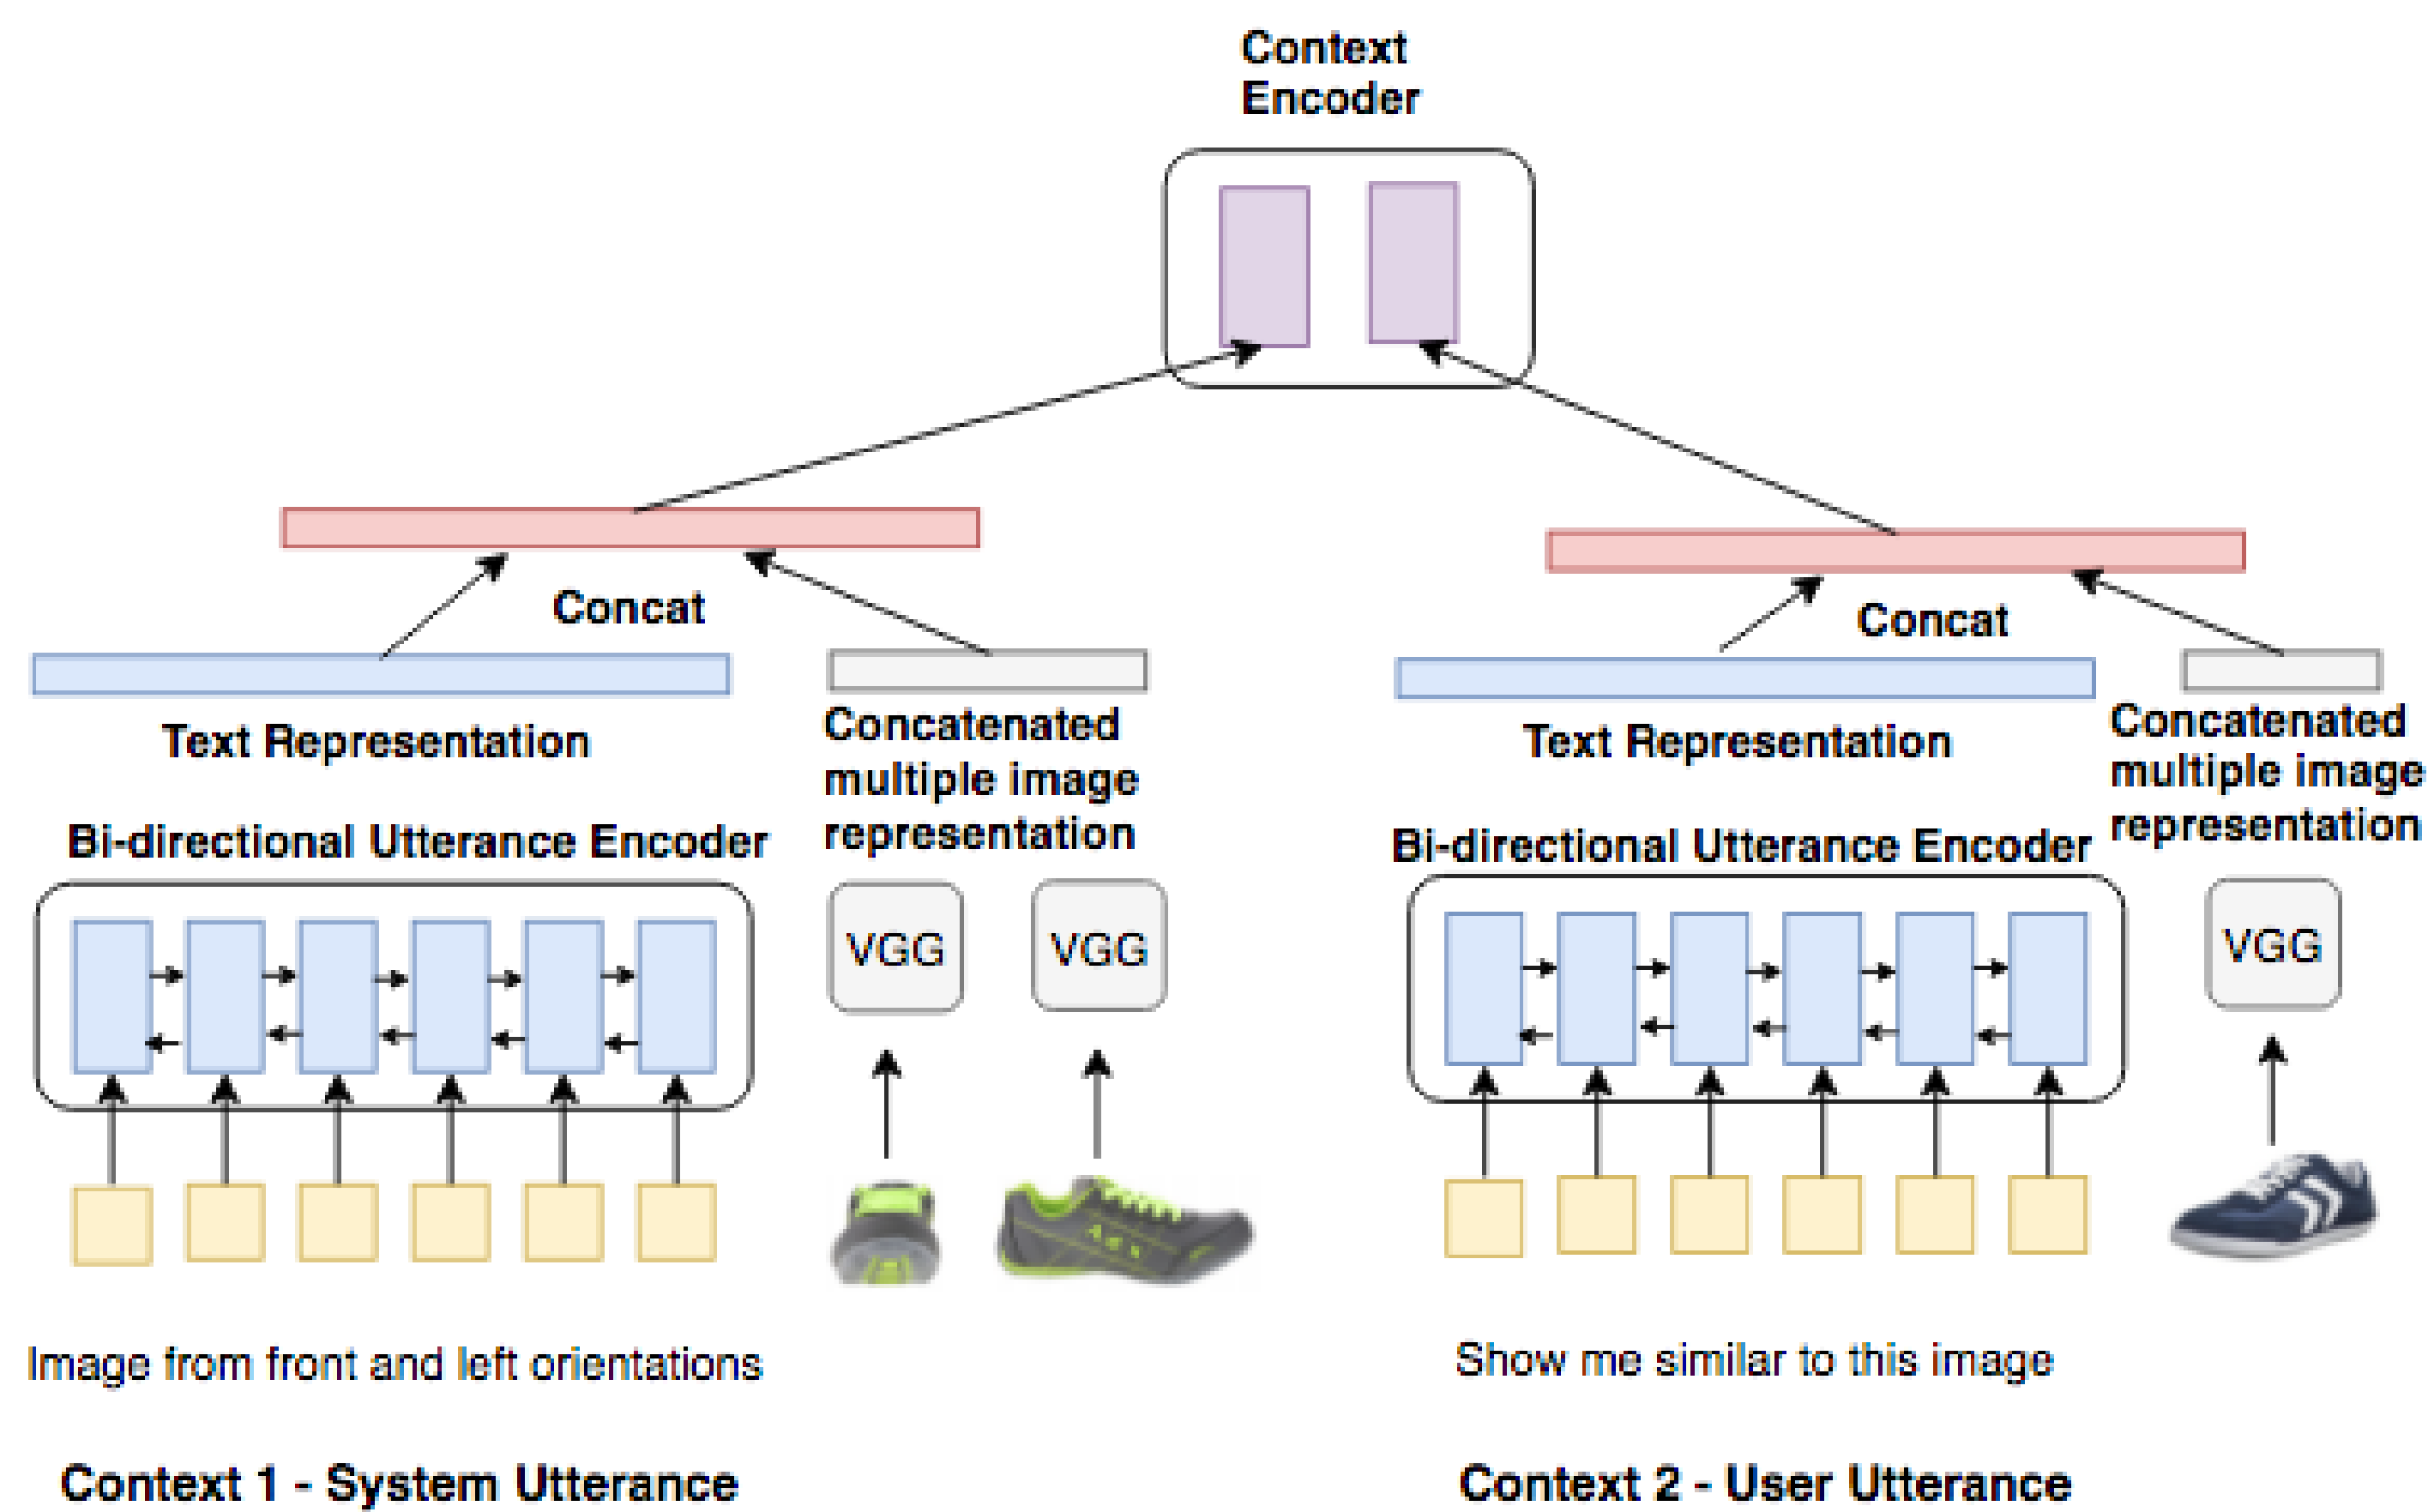 Context
Encoder
Concat
Concat
Text Representation
Concatenated
multiple image
representation
Text Representation
Concatenated
multiple image
representation
Bi-directional Utterance Encoder
Bi-directional Utterance Encoder
VGG
VGG
VGG
Image from front and left orientations
Show me similar to this image
Context 1 - System Utterance
Context 2 - User Utterance